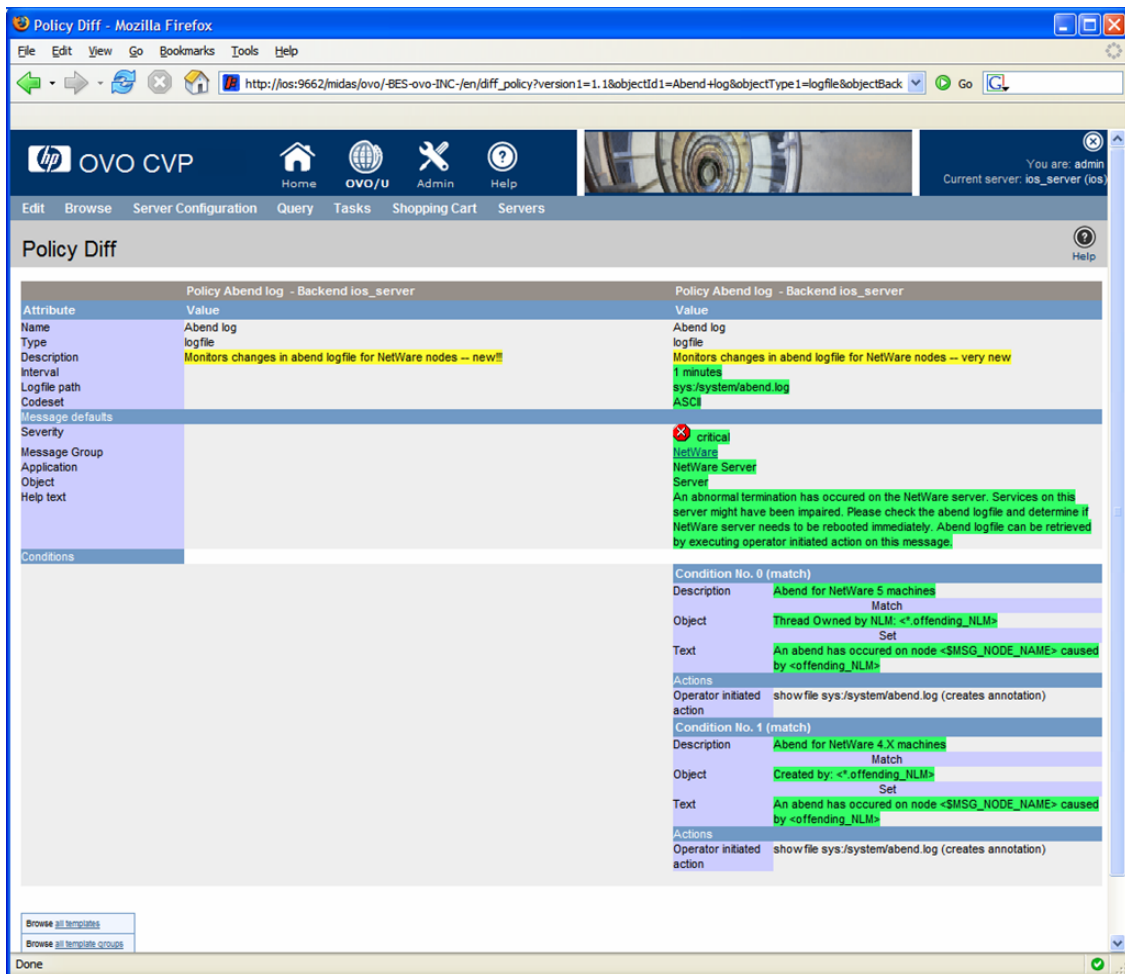 Policy Diff - Mozilla Firefox
File Edit View Go Bookmarks Tools Help
http://ios:9662/midas/ovo/-BES-ovo-INC-/en/diff_policy?version1=1.1&objectId1=Abend+log&objectType1=logfile&objectBack Go G
hp OVO CVP
Home OVO/U Admin Help
You are: admin
Current server: ios_server (ios)
Edit Browse Server Configuration Query Tasks Shopping Cart Servers
Policy Diff
Help
Policy Abend log - Backend ios_server Policy Abend log - Backend ios_server
Attribute Value Value
Name Abend log Abend log
Type logfile logfile
Description Monitors changes in abend logfile for NetWare nodes -- new!!! Monitors changes in abend logfile for NetWare nodes -- very new
Interval 1 minutes
Logfile path sys:/system/abend.log
Codeset ASCII
Message defaults
Severity critical
Message Group NetWare
Application NetWare Server
Object Server
Help text An abnormal termination has occured on the NetWare server. Services on this
server might have been impaired. Please check the abend logfile and determine if
NetWare server needs to be rebooted immediately. Abend logfile can be retrieved
by executing operator initiated action on this message.
Conditions
Condition No. 0 (match)
Description Abend for NetWare 5 machines
Match
Object Thread Owned by NLM: <*.offending_NLM>
Set
Text An abend has occured on node <$MSG_NODE_NAME> caused
by <offending_NLM>
Actions
Operator initiated showfile sys:/system/abend.log (creates annotation)
action
Condition No. 1 (match)
Description Abend for NetWare 4.X machines
Match
Object Created by: <*.offending_NLM>
Set
Text An abend has occured on node <$MSG_NODE_NAME> caused
by <offending_NLM>
Actions
Operator initiated showfile sys:/system/abend.log (creates annotation)
action
Browse all templates
Browse all template groups
Done